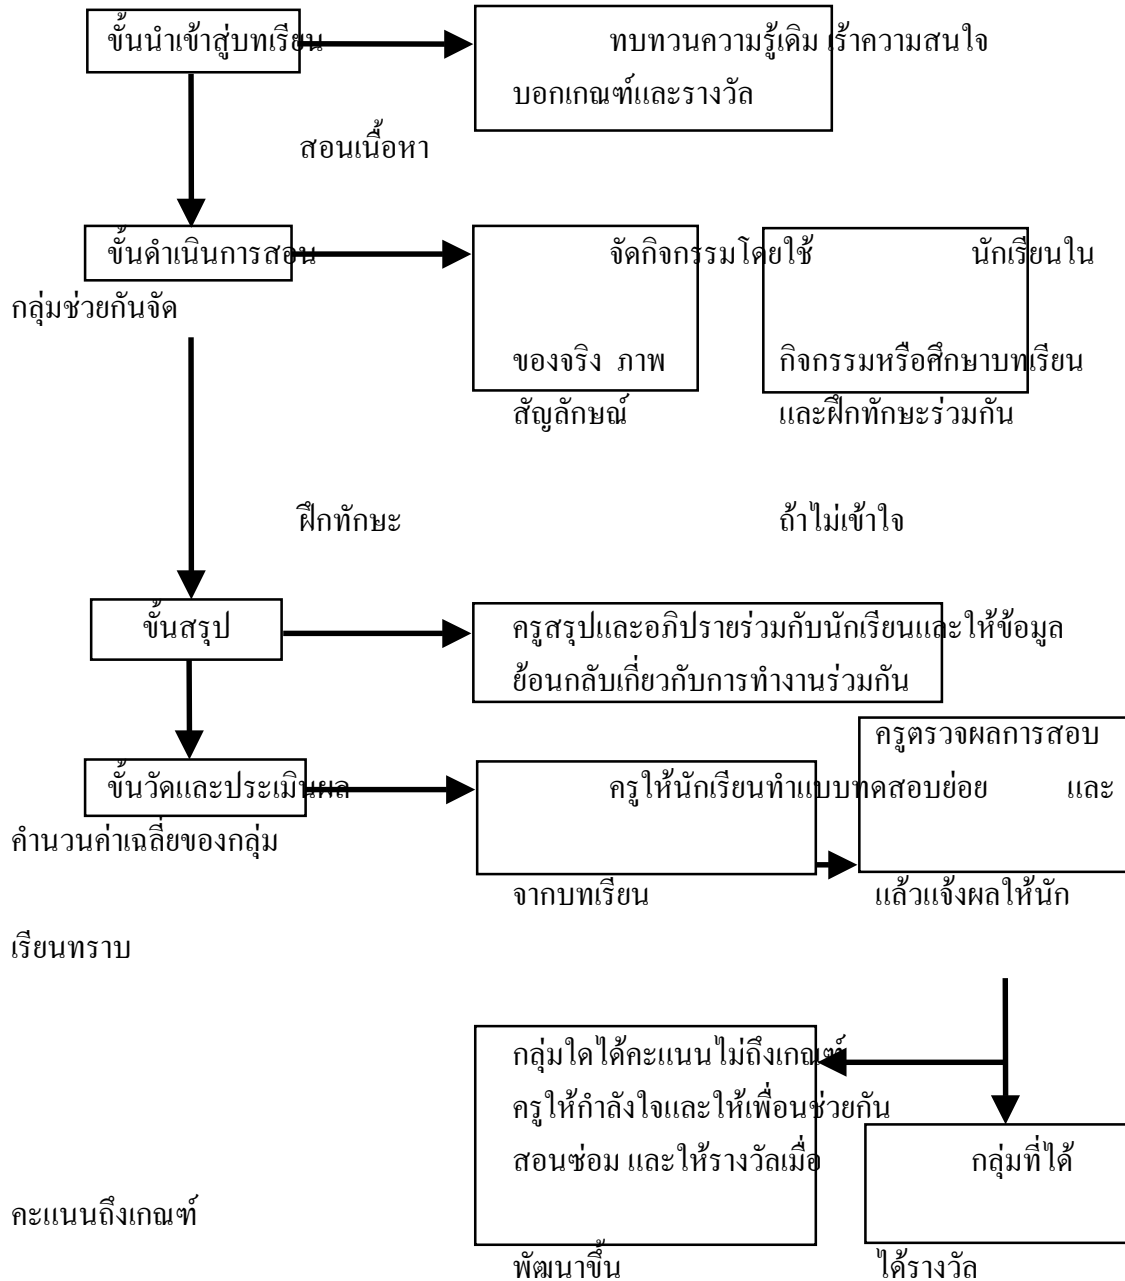 ขั้นนำเข้าสู่บทเรียน ทบทวนความรู้เดิม เร้าความสนใจ
บอกเกณฑ์และรางวัล
สอนเนื้อหา
ขั้นดำเนินการสอน จัดกิจกรรมโดยใช้ นักเรียนใน
กลุ่มช่วยกันจัด
ของจริง ภาพ กิจกรรมหรือศึกษาบทเรียน
สัญลักษณ์ และฝึกทักษะร่วมกัน
ฝึกทักษะ ถ้าไม่เข้าใจ
ขั้นสรุป ครูสรุปและอภิปรายร่วมกับนักเรียนและให้ข้อมูล
ย้อนกลับเกี่ยวกับการทำงานร่วมกัน
ครูตรวจผลการสอบ
ขั้นวัดและประเมินผล ครูให้นักเรียนทำแบบทดสอบย่อย และ
คำนวนค่าเฉลี่ยของกลุ่ม
จากบทเรียน แล้วแจ้งผลให้นัก
เรียนทราบ
กลุ่มใดได้คะแนนไม่ถึงเกณฑ์
ครูให้กำลังใจและให้เพื่อนช่วยกัน
สอนซ่อม และให้รางวัลเมื่อ กลุ่มที่ได้
คะแนนถึงเกณฑ์
พัฒนาขึ้น ได้รางวัล